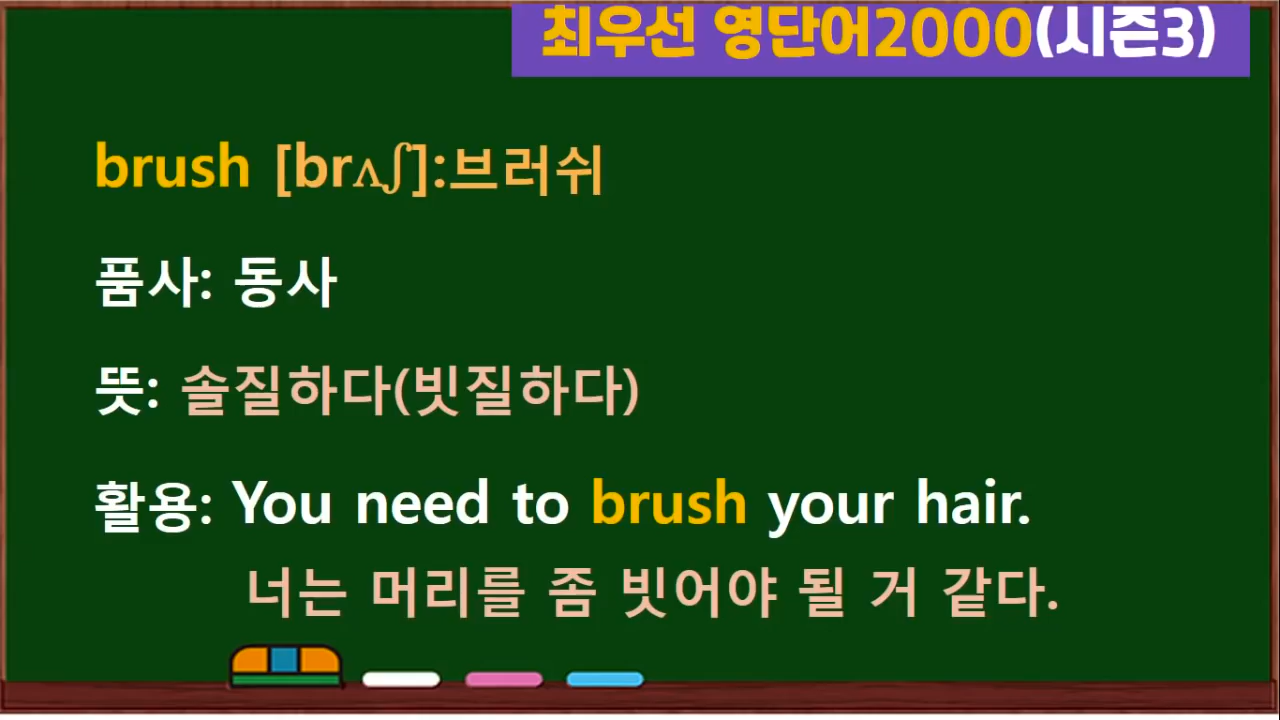 최우선 영단어2000(시즌3)
brush [brʌʃ]:브러쉬
품사: 동사
뜻: 솔질하다(빗질하다)
활용: You need to brush your hair.
너는 머리를 좀 빗어야 될 거 같다.